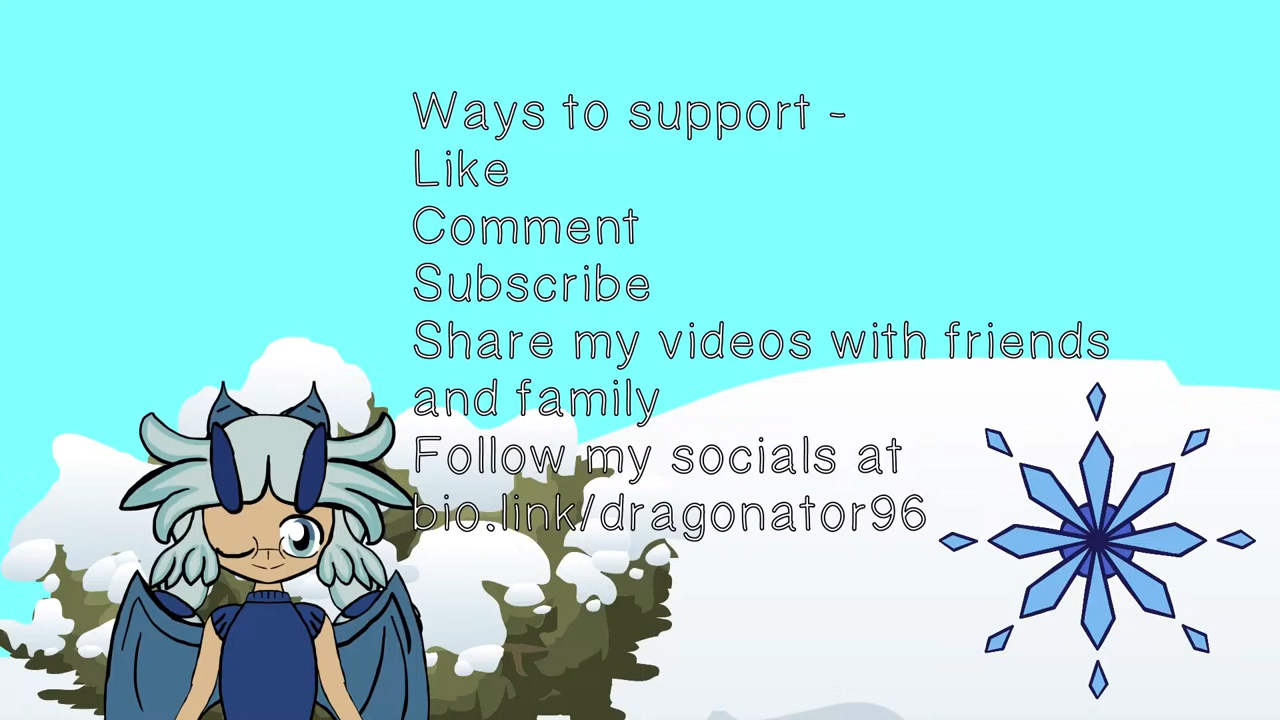 Ways to support -
Like
Comment
Subscribe
Share my videos with friends
and family
Follow my socials at
bio.link/dragonator96